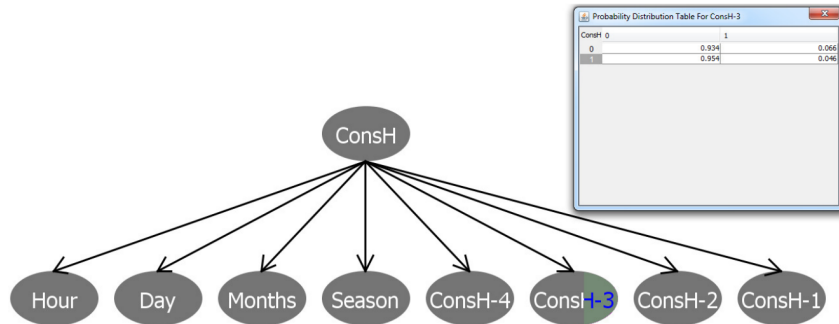 Probability Distribution Table For ConsH-3
ConsH 0 1
0 0.934 0.066
1 0.954 0.046
ConsH
Hour Day Months Season ConsH-4 ConsH-3 ConsH-2 ConsH-1